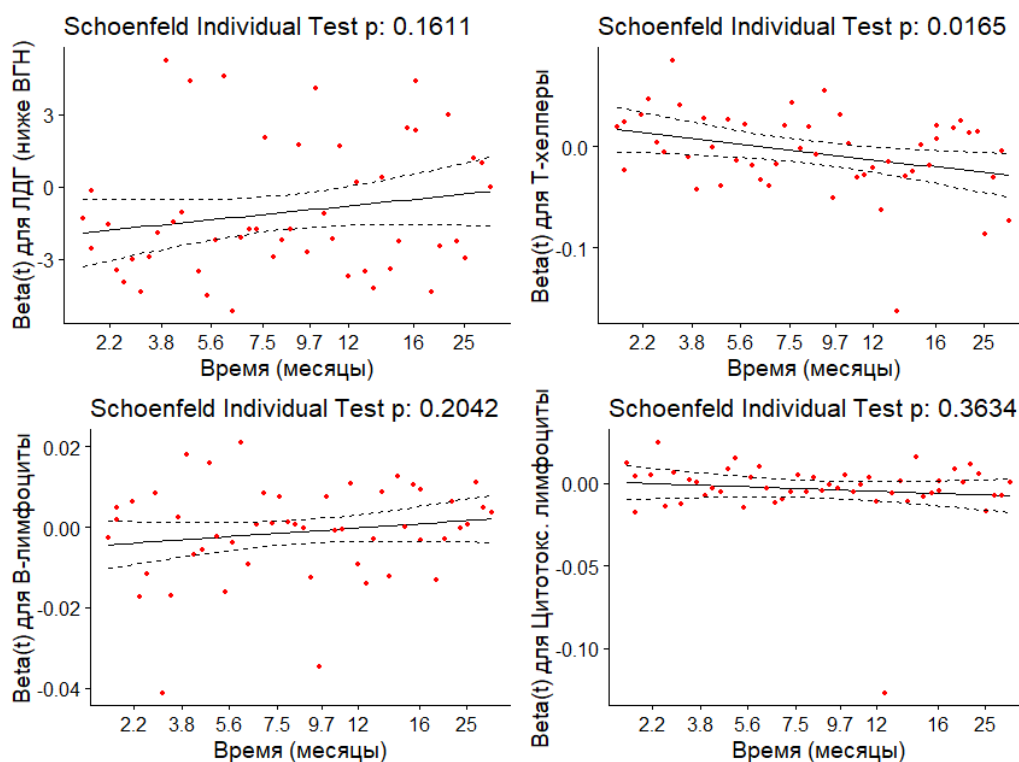 Schoenfeld Individual Test p: 0.1611
Beta(t) для ЛДГ (ниже ВГН)
3
0
-3
2.2 3.8 5.6 7.5 9.7 12 16 25
Время (месяцы)
Schoenfeld Individual Test p: 0.0165
Beta(t) для Т-хелперы
0.0
-0.1
2.2 3.8 5.6 7.5 9.7 12 16 25
Время (месяцы)
Schoenfeld Individual Test p: 0.2042
Beta(t) для В-лимфоциты
0.02
0.00
-0.02
-0.04
2.2 3.8 5.6 7.5 9.7 12 16 25
Время (месяцы)
Schoenfeld Individual Test p: 0.3634
Beta(t) для Цитотокс. лимфоциты
0.00
-0.05
-0.10
2.2 3.8 5.6 7.5 9.7 12 16 25
Время (месяцы)